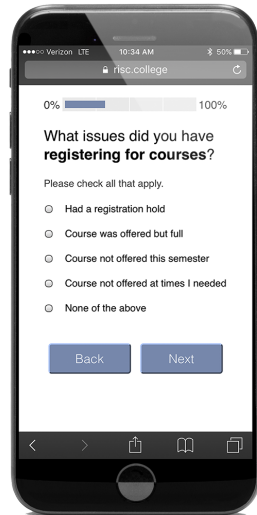 Verizon LTE 10:34 AM 50%
risc.college
0% 100%
What issues did you have
registering for courses?
Please check all that apply.
Had a registration hold
Course was offered but full
Course not offered this semester
Course not offered at times I needed
None of the above
Back Next